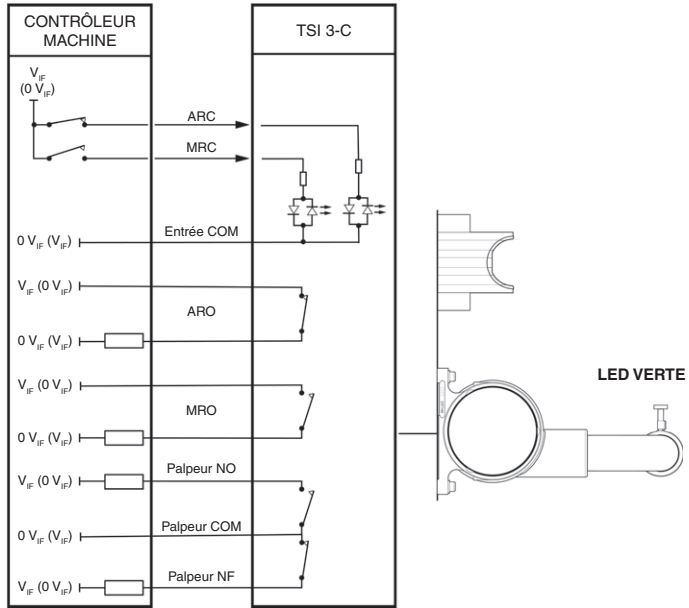 CONTRÔLEUR
MACHINE
TSI 3-C
V_IF
(0 V_IF)
ARC
MRC
Entrée COM
0 V_IF (V_IF)
V_IF (0 V_IF)
ARO
0 V_IF (V_IF)
V_IF (0 V_IF)
MRO
0 V_IF (V_IF)
LED VERTE
Palpeur NO
V_IF (0 V_IF)
Palpeur COM
0 V_IF (V_IF)
Palpeur NF
V_IF (0 V_IF)